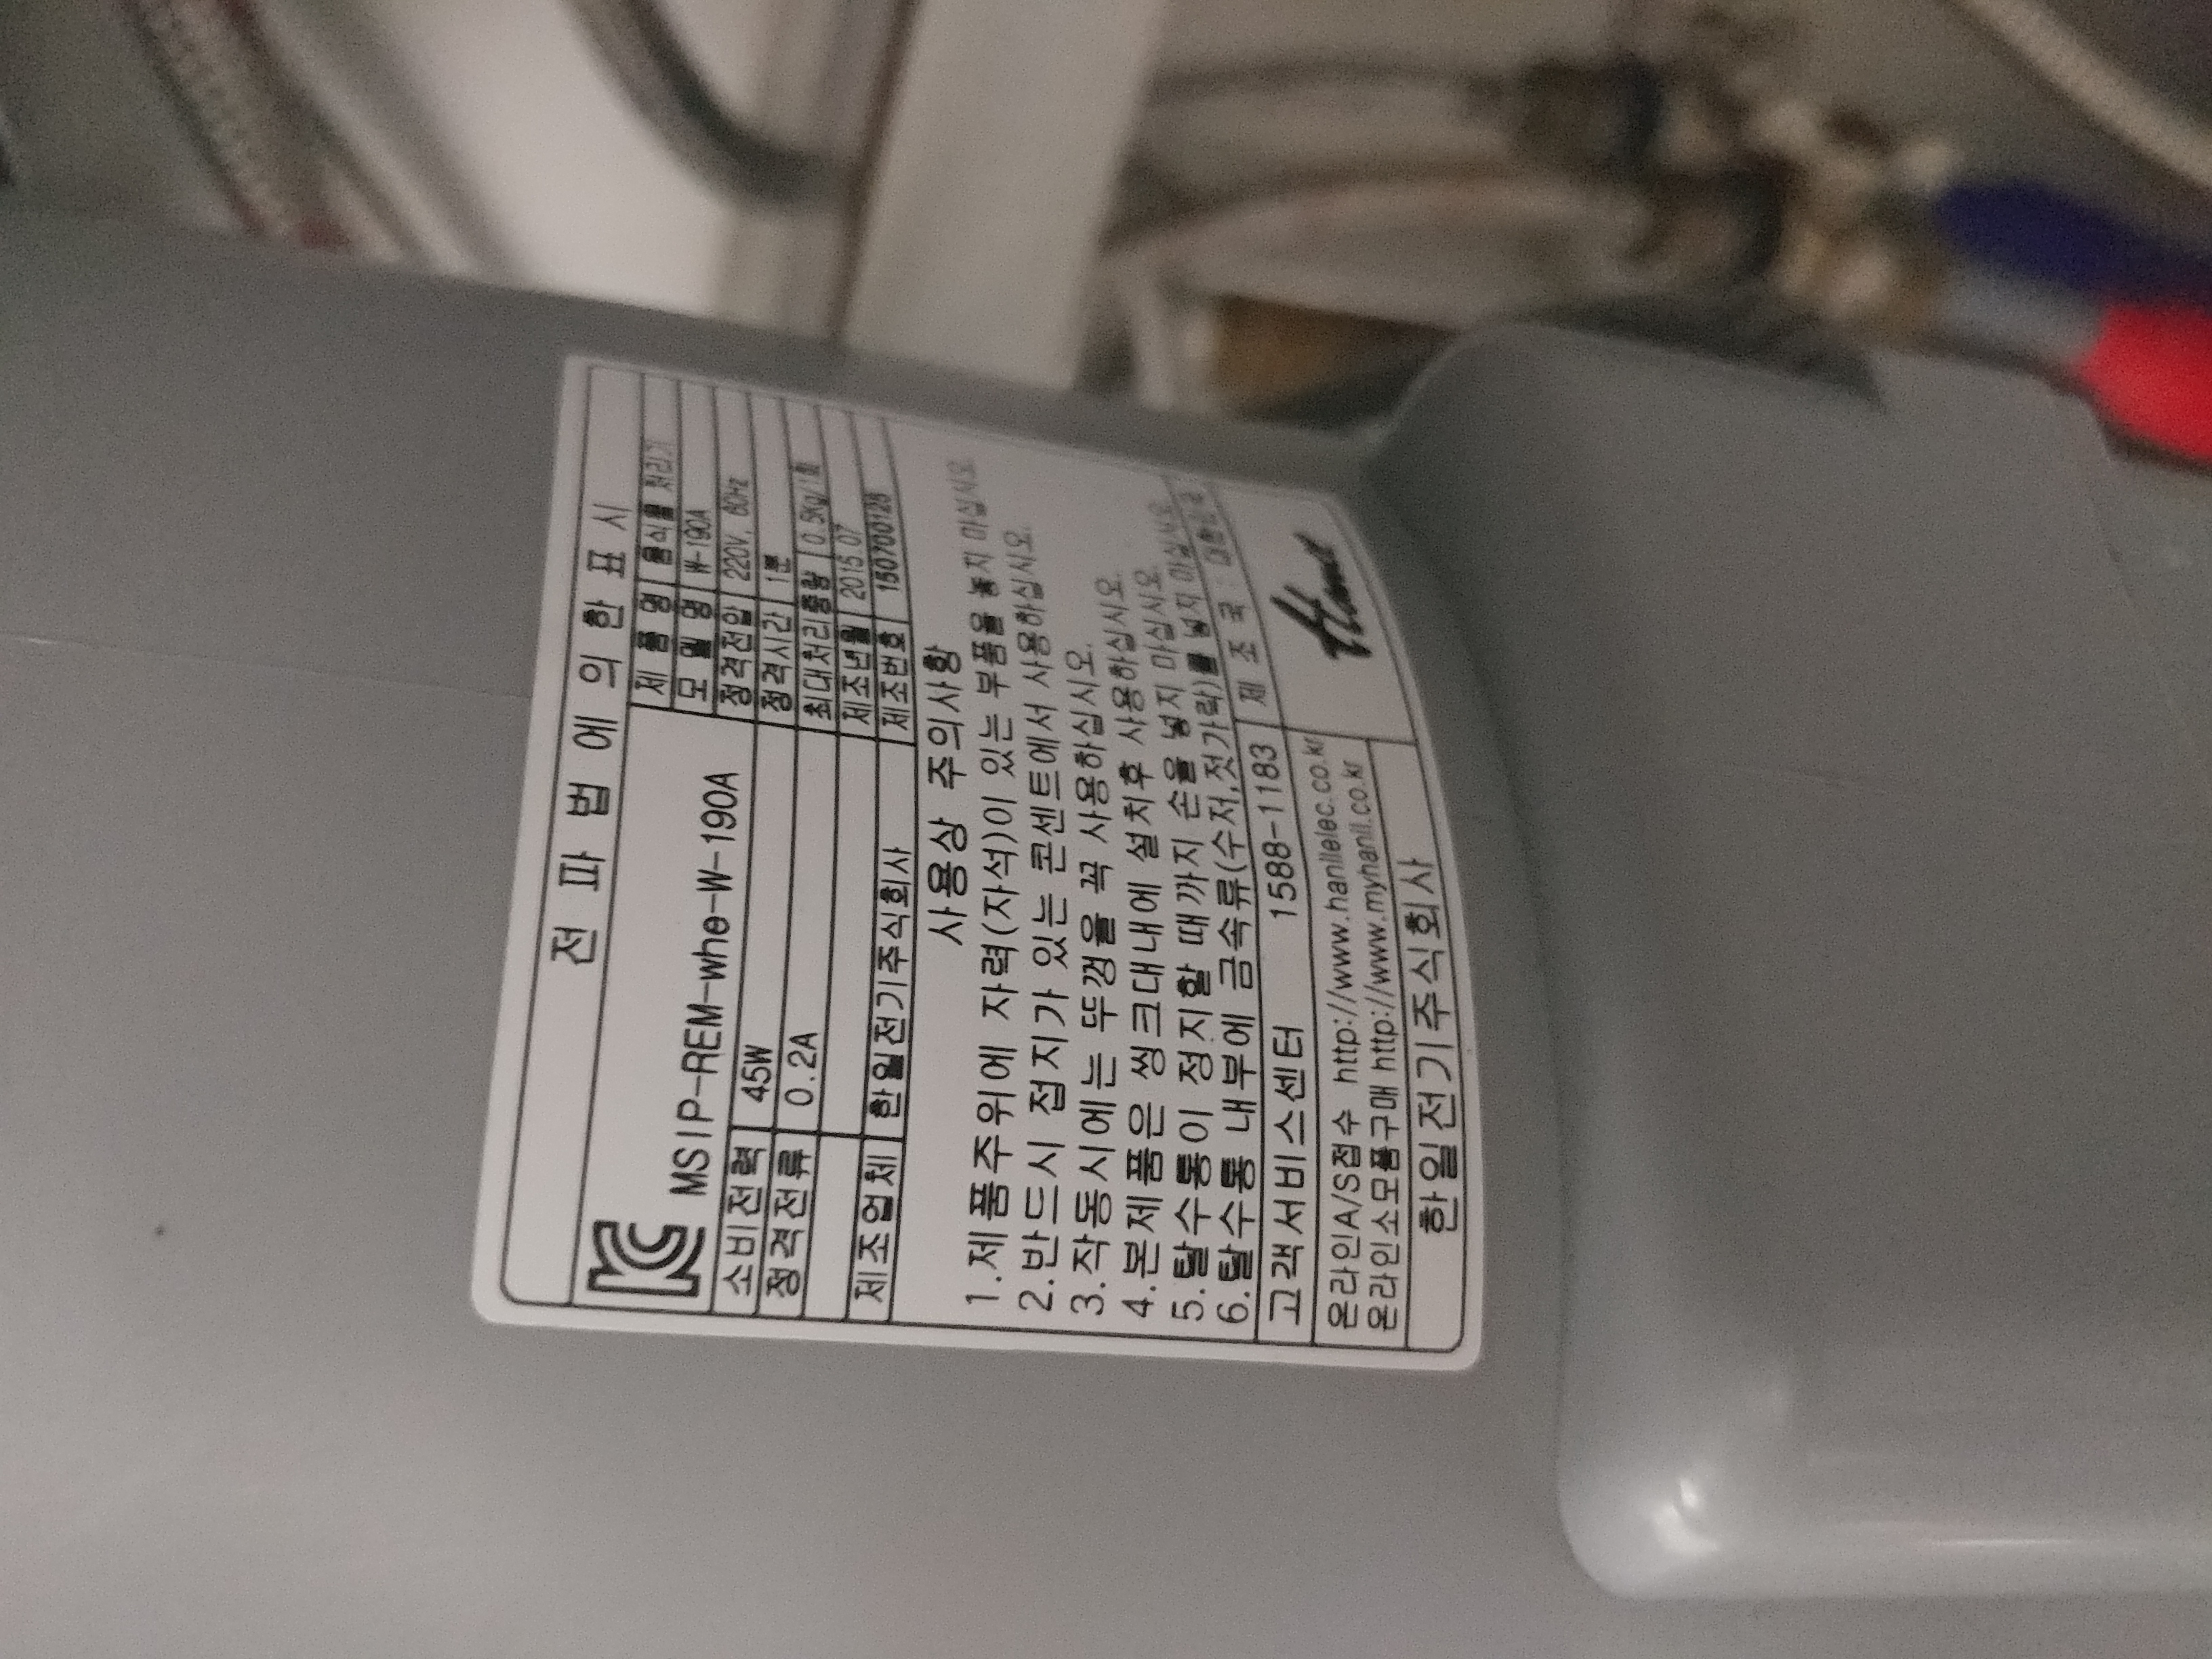 전 파 법 에 의 한 표 시
MSIP-REM-whe-W-190A
제 품 명 음식물 처리기
모 델 명 W-190A
소비전력 45W 정격전압 220V, 60Hz
정격전류 0.2A 정격시간 1분
최대처리용량 0.5Kg/1회
제조년월 2015.07
제조업체 한일전기주식회사 제조번호 150700128
사용상 주의사항
1.제품주위에 자력(자석)이 있는 부품을 놓지 마십시오.
2.반드시 접지가 있는 콘센트에서 사용하십시오.
3.작동시에는 뚜껑을 꼭 사용하십시오.
4.본제품은 씽크대내에 설치후 사용하십시오.
5.탈수통이 정지할 때까지 손을 넣지 마십시오.
6.탈수통 내부에 금속류(수저,젓가락)를 넣지 마십시오.
고객서비스센터 1588-1183 제 조 국 : 대한민국
온라인A/S접수 http://www.hanilelec.co.kr
온라인소모품구매 http://www.myhanil.co.kr
Hanil
한일전기주식회사